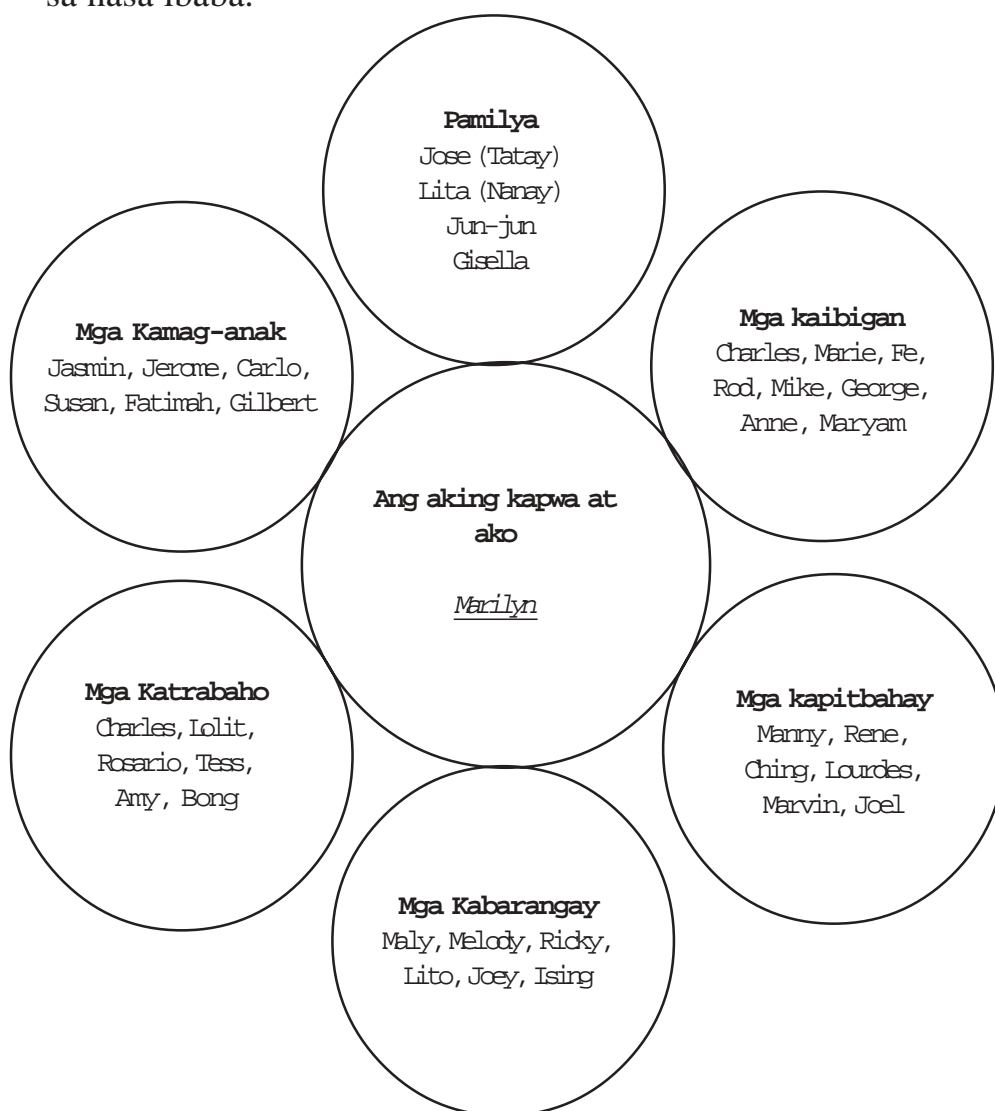 sa nasa ibaba.
Pamilya
Jose (Tatay)
Lita (Nanay)
Jun-jun
Gisella
Mga Kamag-anak
Jasmin, Jerome, Carlo,
Susan, Fatimah, Gilbert
Mga kaibigan
Charles, Marie, Fe,
Rod, Mike, George,
Anne, Maryam
Ang aking kapwa at
ako
Marilyn
Mga Katrabaho
Charles, Lolit,
Rosario, Tess,
Amy, Bong
Mga kapitbahay
Manny, Rene,
Ching, Lourdes,
Marvin, Joel
Mga Kabarangay
Maly, Melody, Ricky,
Lito, Joey, Ising